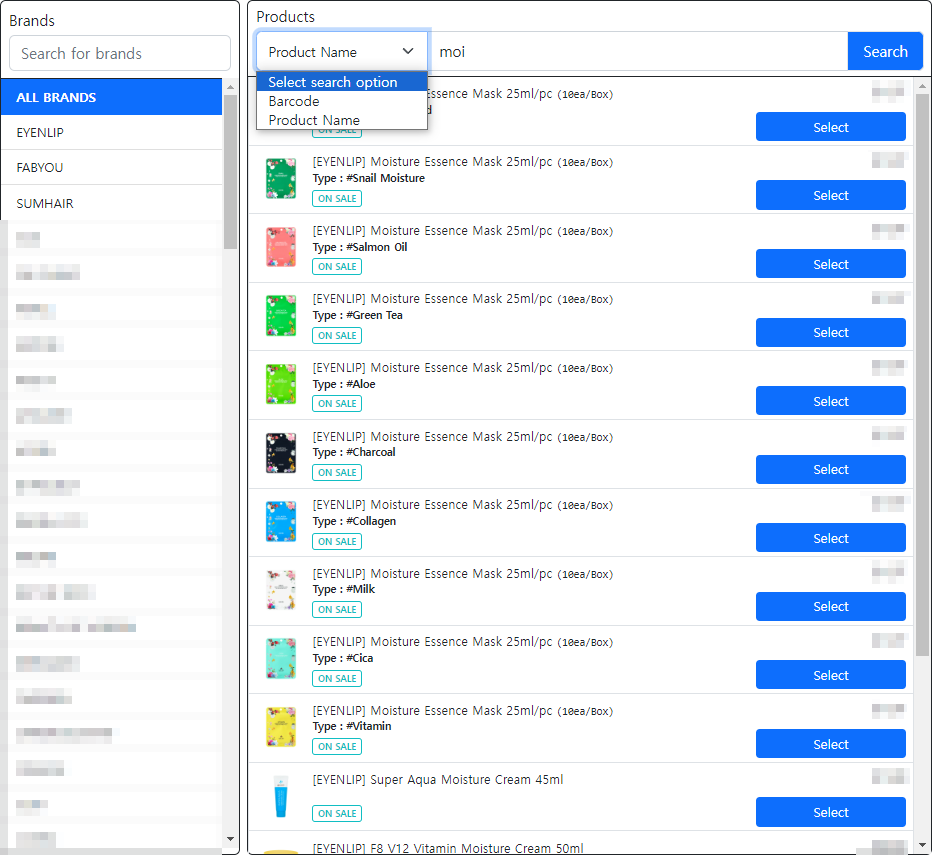 Brands
Search for brands
ALL BRANDS
EYENLIP
FABYOU
SUMHAIR
Products
Product Name
moi
Search
Select search option
Barcode
Product Name
Essence Mask 25ml/pc (10ea/Box)
ON SALE
Select
[EYENLIP] Moisture Essence Mask 25ml/pc (10ea/Box)
Type : #Snail Moisture
ON SALE
Select
[EYENLIP] Moisture Essence Mask 25ml/pc (10ea/Box)
Type : #Salmon Oil
ON SALE
Select
[EYENLIP] Moisture Essence Mask 25ml/pc (10ea/Box)
Type : #Green Tea
ON SALE
Select
[EYENLIP] Moisture Essence Mask 25ml/pc (10ea/Box)
Type : #Aloe
ON SALE
Select
[EYENLIP] Moisture Essence Mask 25ml/pc (10ea/Box)
Type : #Charcoal
ON SALE
Select
[EYENLIP] Moisture Essence Mask 25ml/pc (10ea/Box)
Type : #Collagen
ON SALE
Select
[EYENLIP] Moisture Essence Mask 25ml/pc (10ea/Box)
Type : #Milk
ON SALE
Select
[EYENLIP] Moisture Essence Mask 25ml/pc (10ea/Box)
Type : #Cica
ON SALE
Select
[EYENLIP] Moisture Essence Mask 25ml/pc (10ea/Box)
Type : #Vitamin
ON SALE
Select
[EYENLIP] Super Aqua Moisture Cream 45ml
ON SALE
Select
[EYENLIP] F8 V12 Vitamin Moisture Cream 50ml